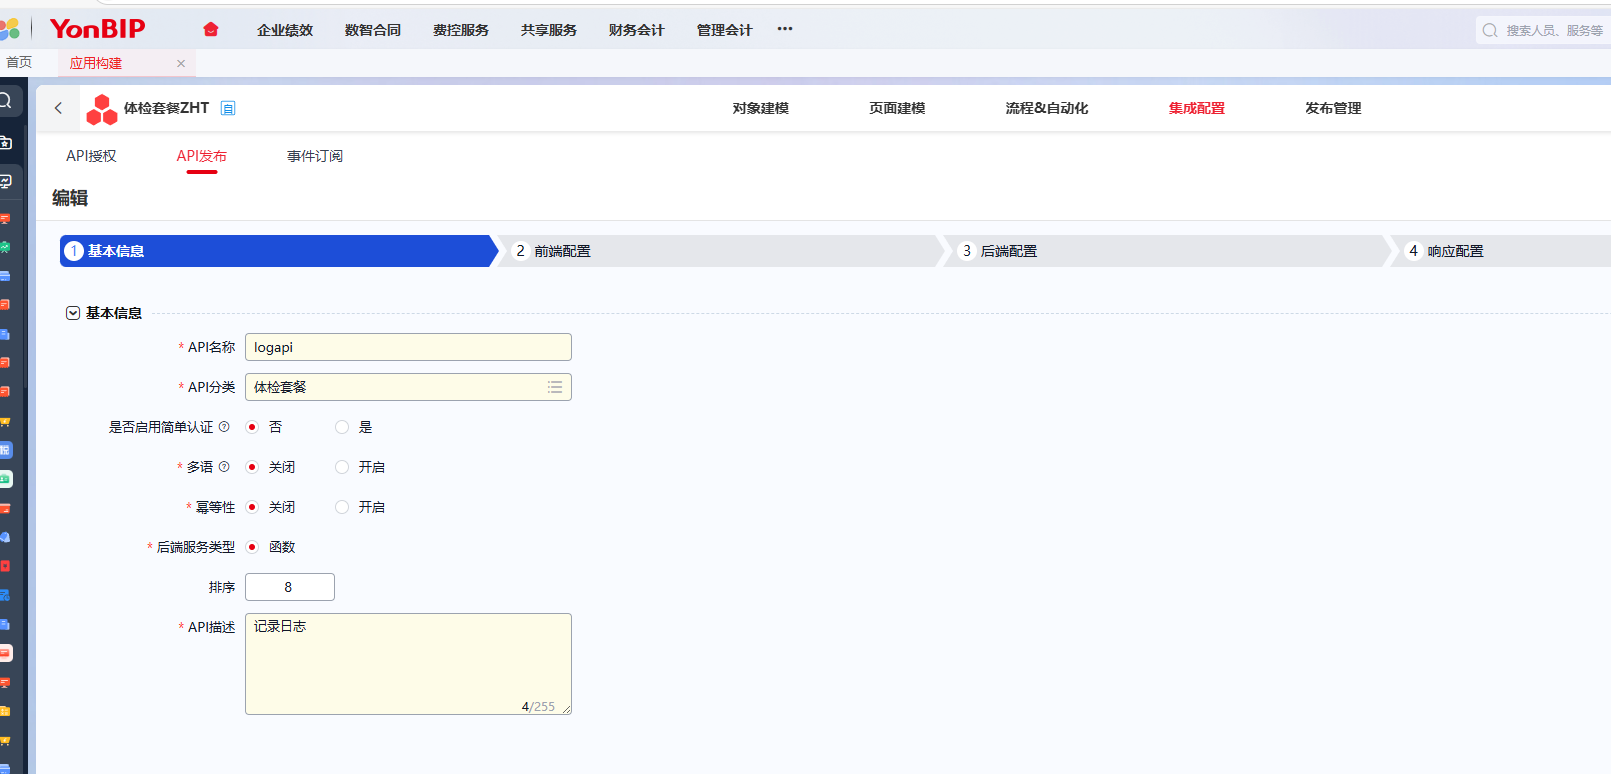 YonBIP 企业绩效 数智合同 费控服务 共享服务 财务会计 管理会计 ••• 搜索人员、服务等
首页 应用构建 ×
体检套餐ZHT 自 对象建模 页面建模 流程&自动化 集成配置 发布管理
API授权 API发布 事件订阅
编辑
1 基本信息 2 前端配置 3 后端配置 4 响应配置
基本信息
* API名称 logapi
* API分类 体检套餐
是否启用简单认证 ? 否 是
* 多语 ? 关闭 开启
* 幂等性 关闭 开启
* 后端服务类型 函数
排序 8
* API描述 记录日志
4/255